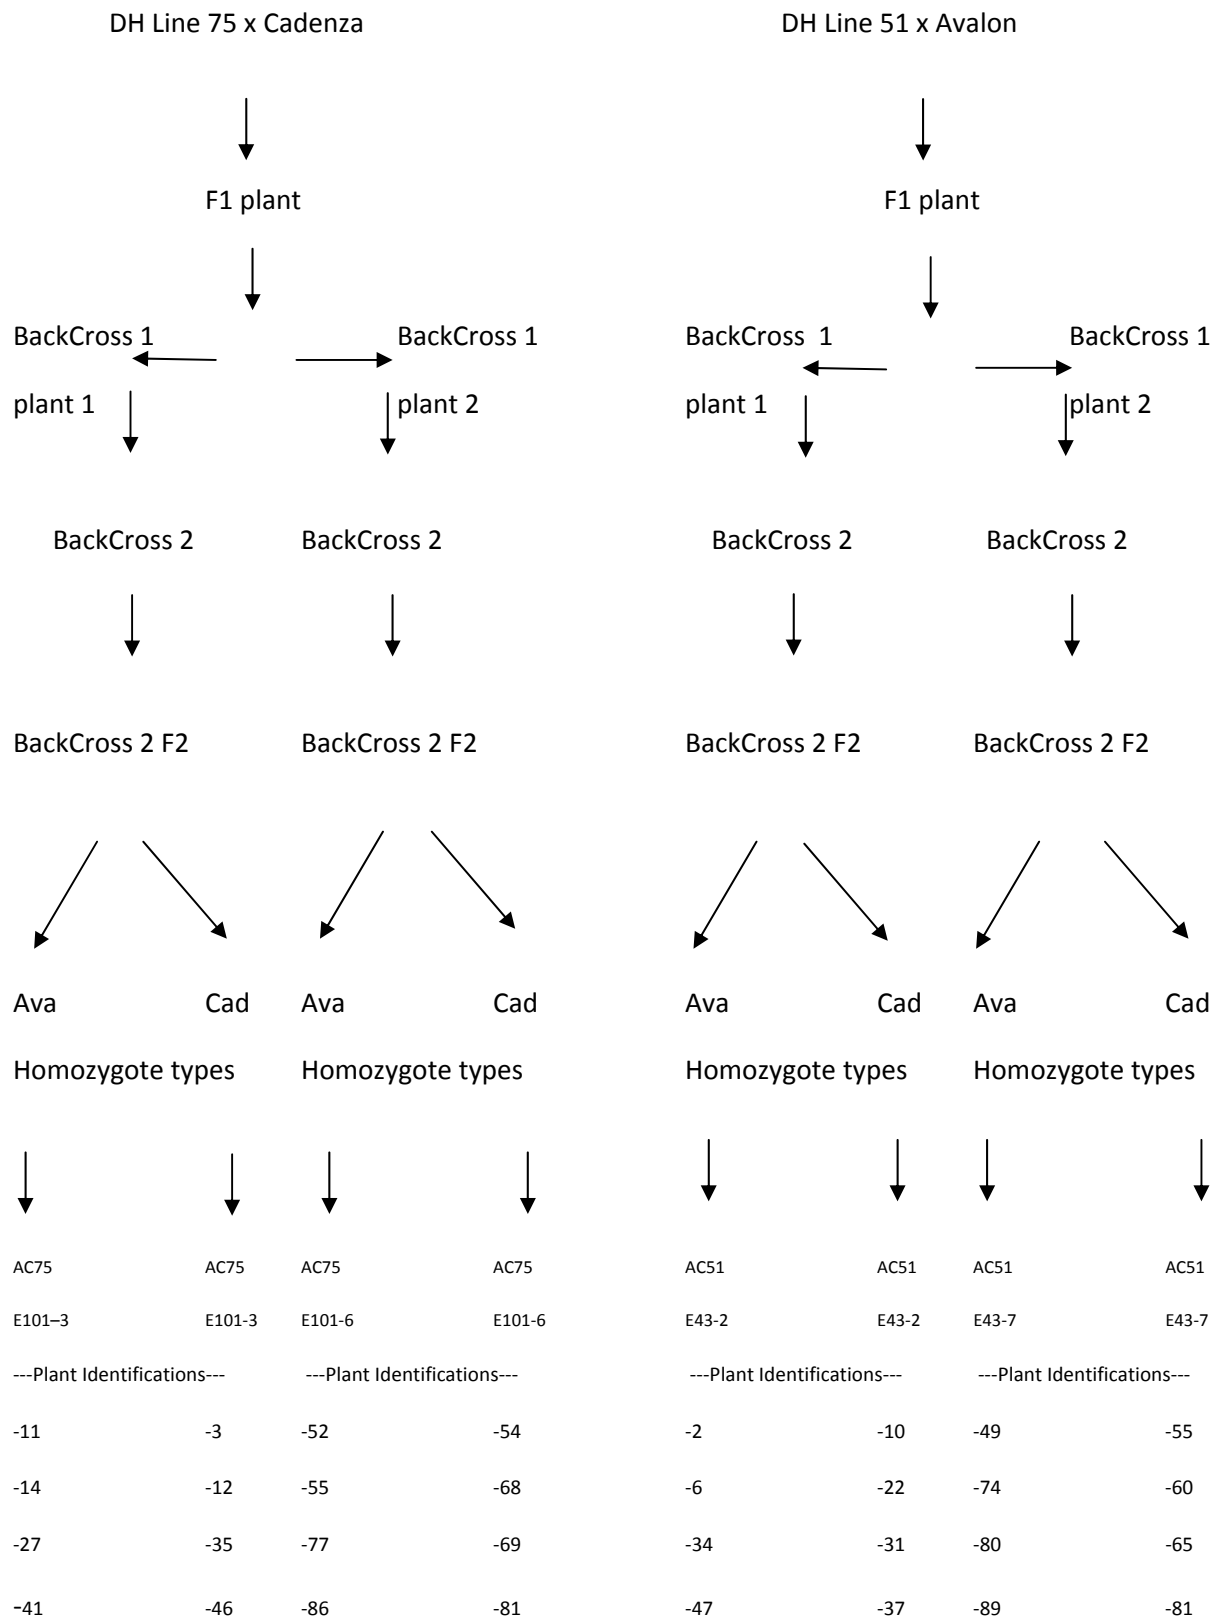 DH Line 75 x Cadenza DH Line 51 x Avalon
F1 plant F1 plant
BackCross 1 BackCross 1 BackCross 1 BackCross 1
plant 1 plant 2 plant 1 plant 2
BackCross 2 BackCross 2 BackCross 2 BackCross 2
BackCross 2 F2 BackCross 2 F2 BackCross 2 F2 BackCross 2 F2
Ava Cad Ava Cad Ava Cad Ava Cad
Homozygote types Homozygote types Homozygote types Homozygote types
AC75 AC75 AC75 AC75 AC51 AC51 AC51 AC51
E101–3 E101-3 E101-6 E101-6 E43-2 E43-2 E43-7 E43-7
---Plant Identifications--- ---Plant Identifications--- ---Plant Identifications--- ---Plant Identifications---
-11 -3 -52 -54 -2 -10 -49 -55
-14 -12 -55 -68 -6 -22 -74 -60
-27 -35 -77 -69 -34 -31 -80 -65
-41 -46 -86 -81 -47 -37 -89 -81